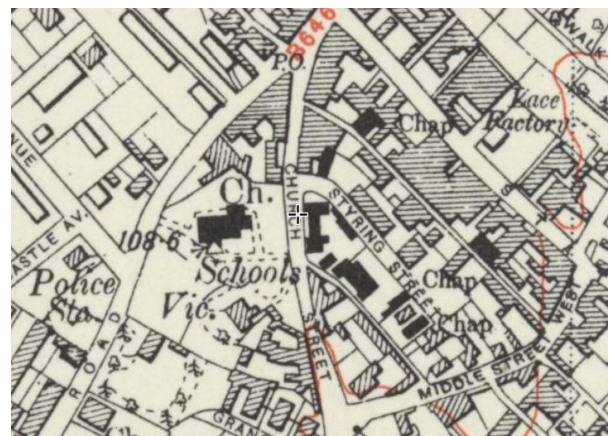 B646
P.O.
Lace
Factory
Chap
CHURCH
STREET
Ch.
STYRING STREET
108·6
CASTLE AV.
Schools
Police
Sta.
Vic.
Chap
Chap
ROAD
MIDDLE STREET